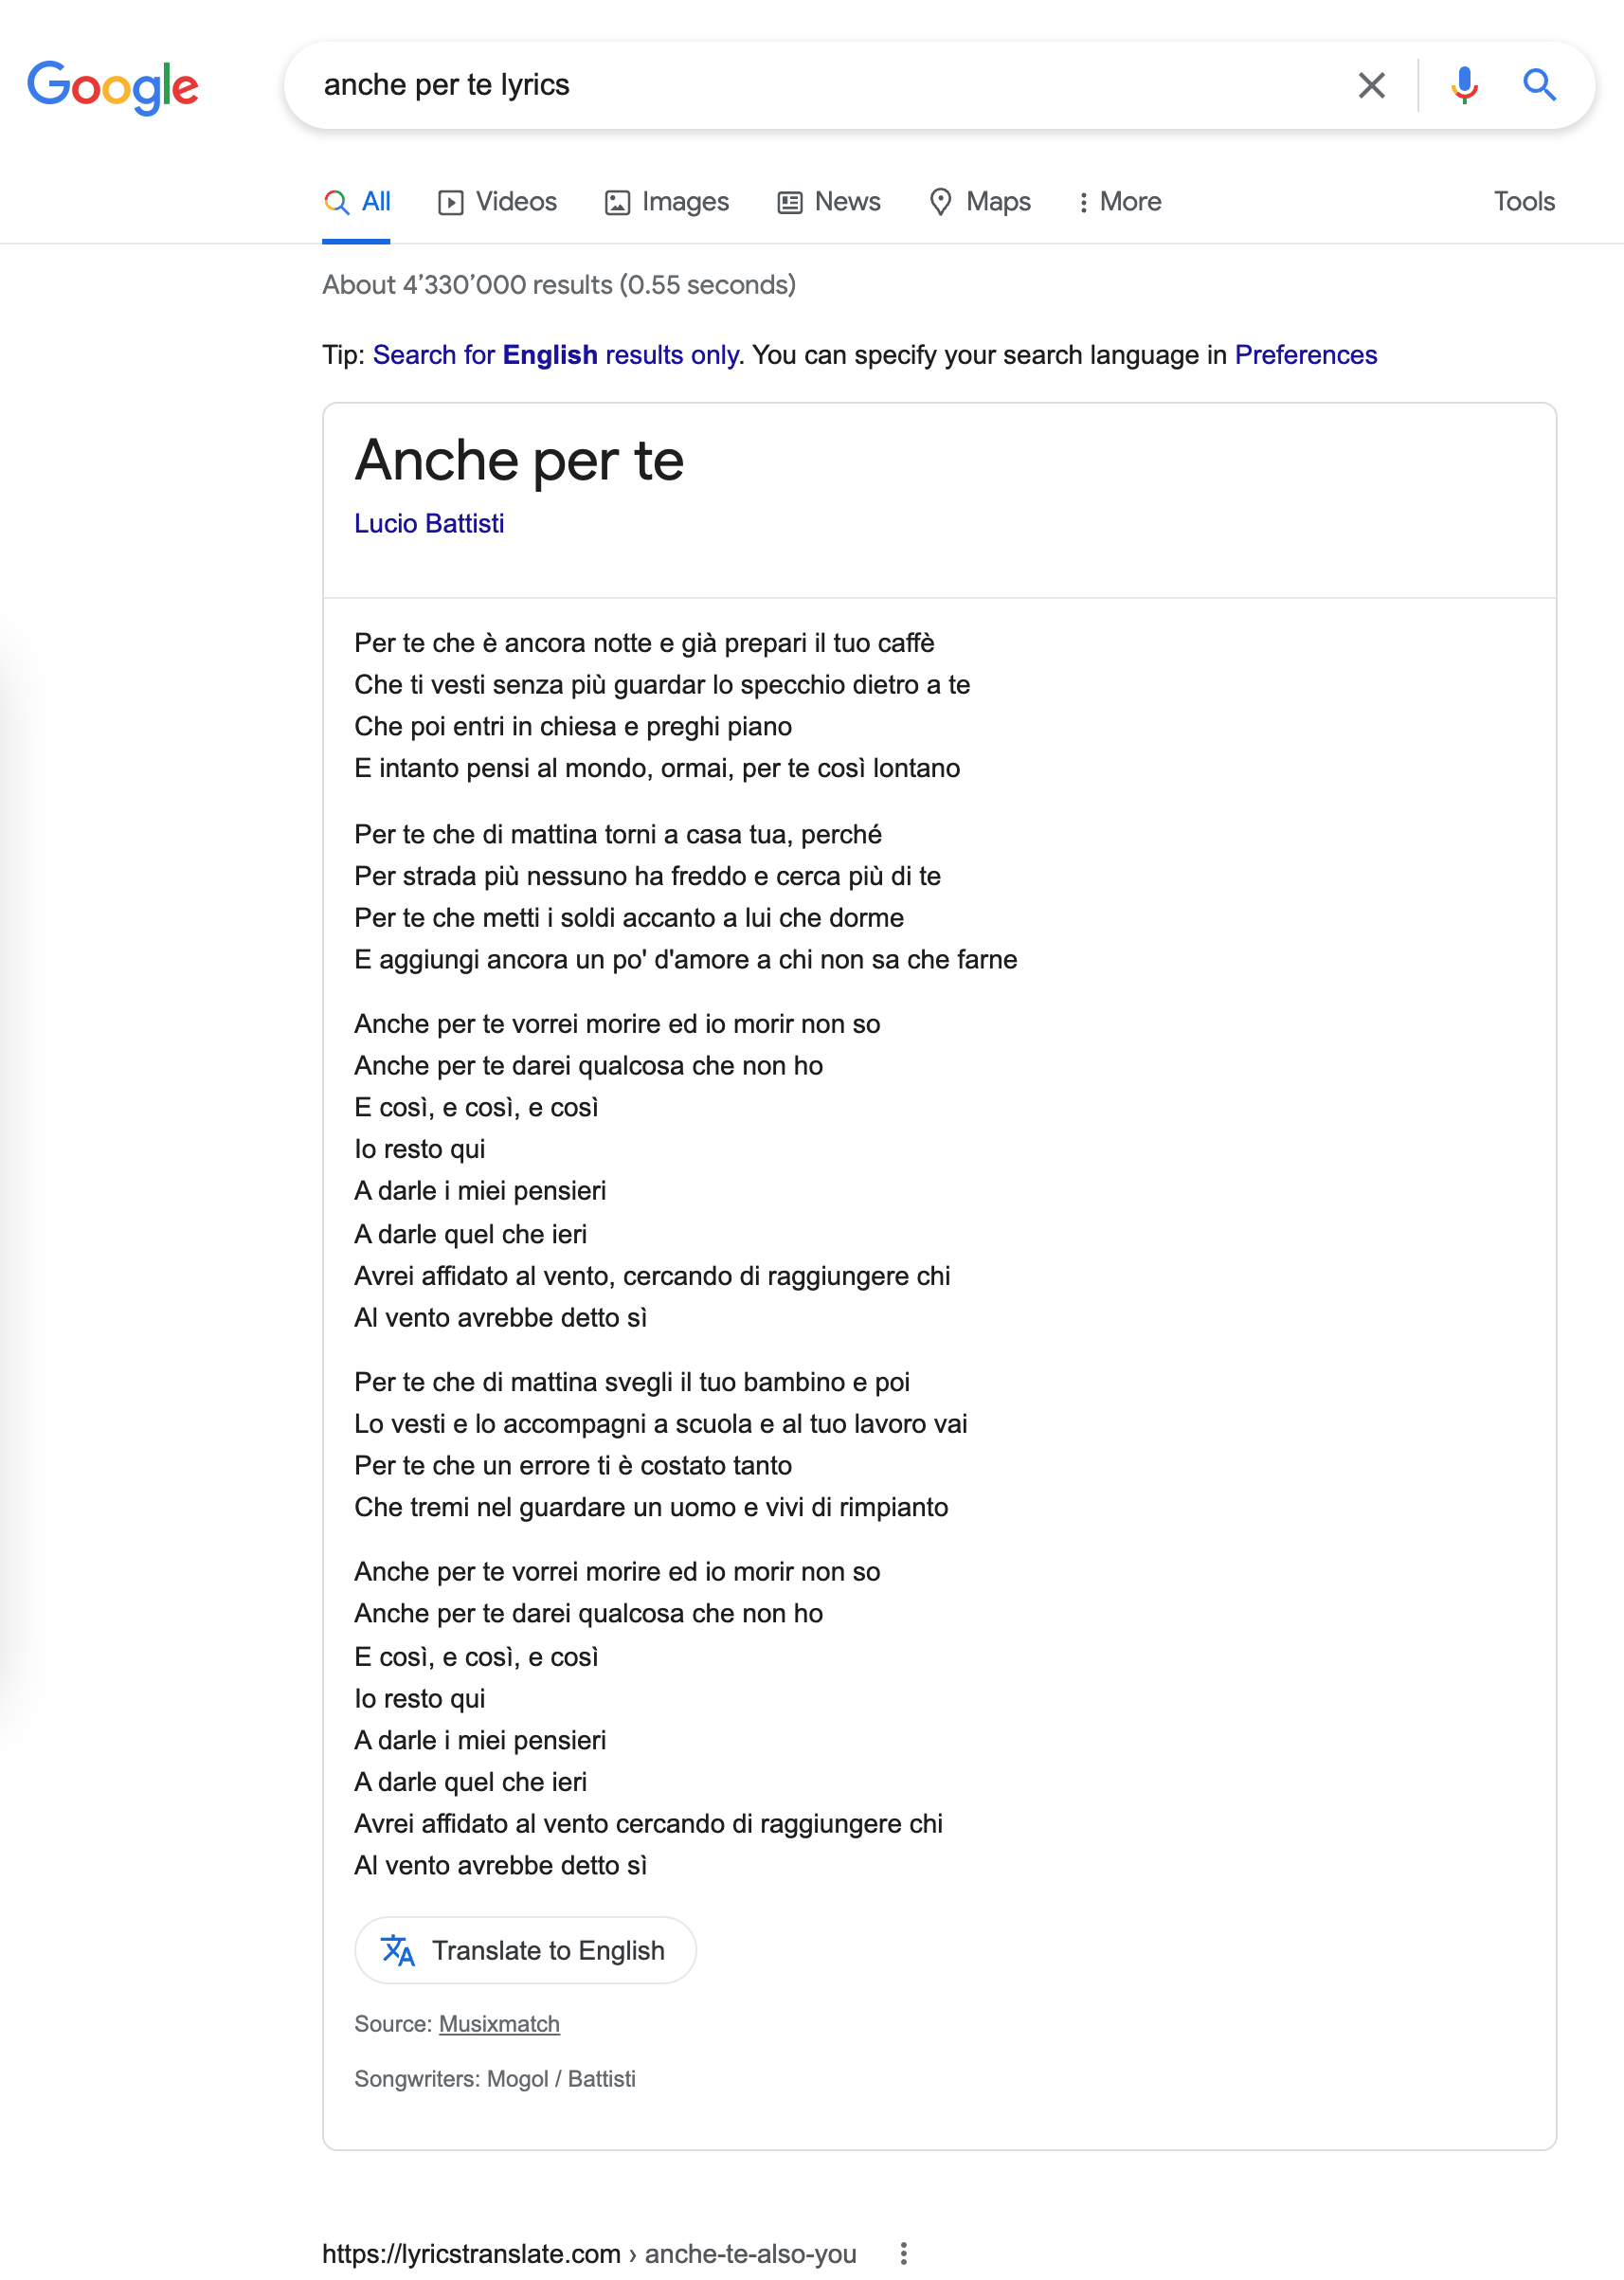 Google
anche per te lyrics
All Videos Images News Maps More Tools
About 4’330’000 results (0.55 seconds)
Tip: Search for English results only. You can specify your search language in Preferences
Anche per te
Lucio Battisti
Per te che è ancora notte e già prepari il tuo caffè
Che ti vesti senza più guardar lo specchio dietro a te
Che poi entri in chiesa e preghi piano
E intanto pensi al mondo, ormai, per te così lontano
Per te che di mattina torni a casa tua, perché
Per strada più nessuno ha freddo e cerca più di te
Per te che metti i soldi accanto a lui che dorme
E aggiungi ancora un po' d'amore a chi non sa che farne
Anche per te vorrei morire ed io morir non so
Anche per te darei qualcosa che non ho
E così, e così, e così
Io resto qui
A darle i miei pensieri
A darle quel che ieri
Avrei affidato al vento, cercando di raggiungere chi
Al vento avrebbe detto sì
Per te che di mattina svegli il tuo bambino e poi
Lo vesti e lo accompagni a scuola e al tuo lavoro vai
Per te che un errore ti è costato tanto
Che tremi nel guardare un uomo e vivi di rimpianto
Anche per te vorrei morire ed io morir non so
Anche per te darei qualcosa che non ho
E così, e così, e così
Io resto qui
A darle i miei pensieri
A darle quel che ieri
Avrei affidato al vento cercando di raggiungere chi
Al vento avrebbe detto sì
Translate to English
Source: Musixmatch
Songwriters: Mogol / Battisti
https://lyricstranslate.com › anche-te-also-you